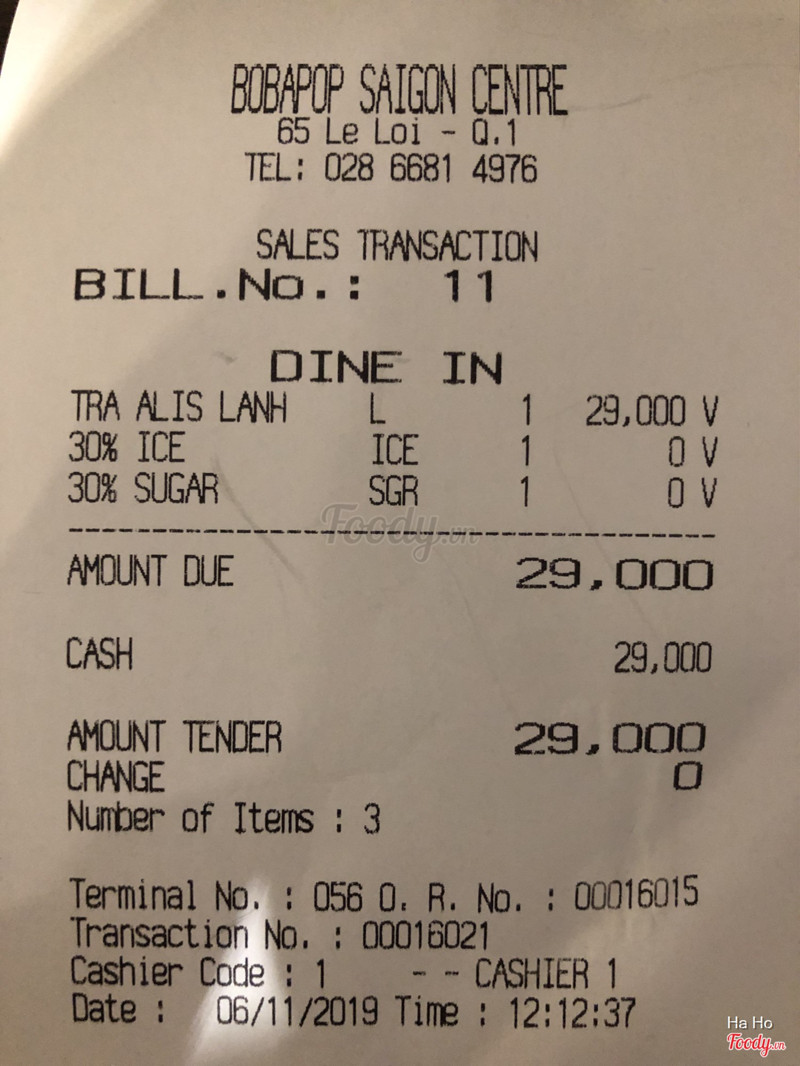 BOBAPOP SAIGON CENTRE
65 Le Loi - Q.1
TEL: 028 6681 4976
SALES TRANSACTION
BILL.No.: 11
DINE IN
TRA ALIS LANH L 1 29,000 V
30% ICE ICE 1 0 V
30% SUGAR SGR 1 0 V
Foody.vn
AMOUNT DUE 29,000
CASH 29,000
AMOUNT TENDER 29,000
CHANGE 0
Number of Items : 3
Terminal No. : 056 O. R. No. : 00016015
Transaction No. : 00016021
Cashier Code : 1 - - CASHIER 1
Date : 06/11/2019 Time : 12:12:37
Ha Ho
Foody.vn